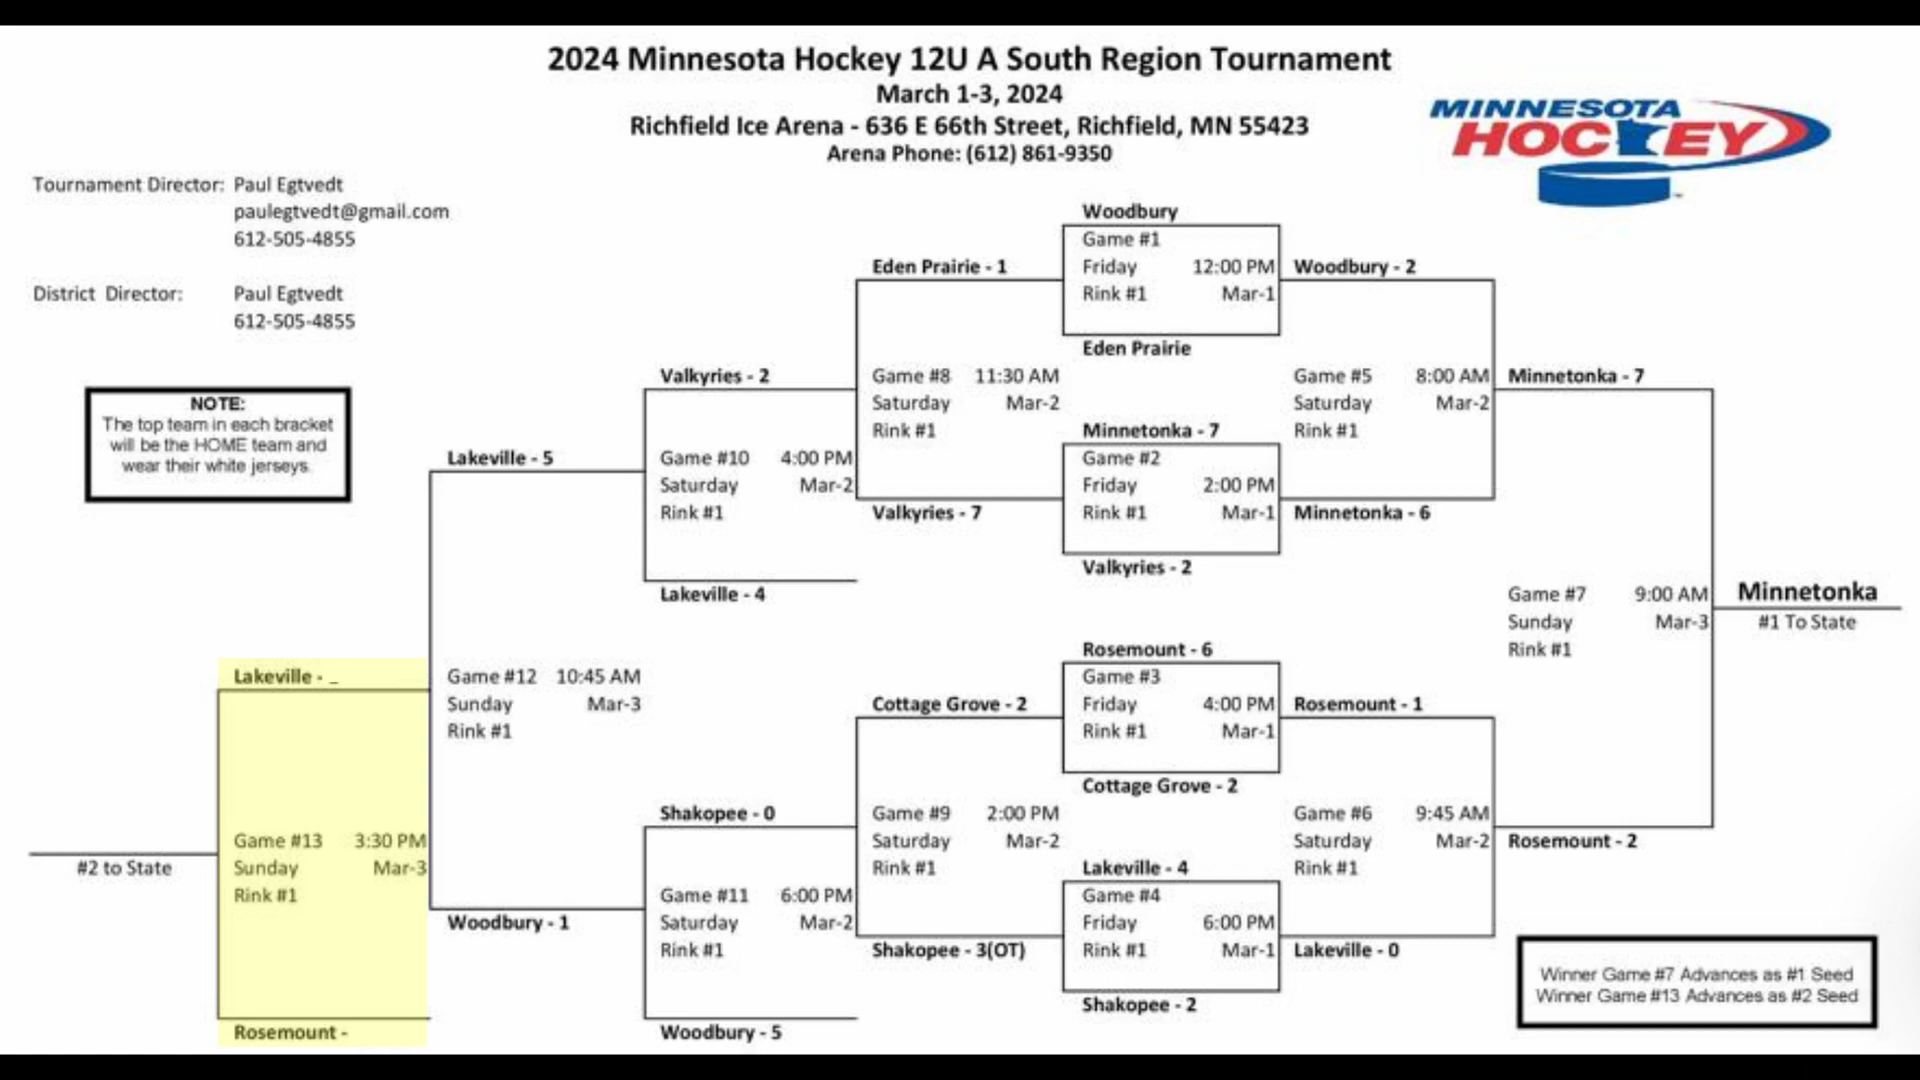 2024 Minnesota Hockey 12U A South Region Tournament
March 1-3, 2024
Richfield Ice Arena - 636 E 66th Street, Richfield, MN 55423
Arena Phone: (612) 861-9350
MINNESOTA
HOCKEY
Tournament Director: Paul Egtvedt
paulegtvedt@gmail.com
612-505-4855
District Director: Paul Egtvedt
612-505-4855
NOTE:
The top team in each bracket
will be the HOME team and
wear their white jerseys.
Woodbury
Game #1
Friday 12:00 PM
Rink #1 Mar-1
Eden Prairie
Minnetonka - 7
Game #2
Friday 2:00 PM
Rink #1 Mar-1
Valkyries - 2
Rosemount - 6
Game #3
Friday 4:00 PM
Rink #1 Mar-1
Cottage Grove - 2
Lakeville - 4
Game #4
Friday 6:00 PM
Rink #1 Mar-1
Shakopee - 2
Woodbury - 2
Game #5 8:00 AM
Saturday Mar-2
Rink #1
Minnetonka - 6
Rosemount - 1
Game #6 9:45 AM
Saturday Mar-2
Rink #1
Lakeville - 0
Minnetonka - 7
Game #7 9:00 AM
Sunday Mar-3
Rink #1
Rosemount - 2
Minnetonka
#1 To State
Eden Prairie - 1
Game #8 11:30 AM
Saturday Mar-2
Rink #1
Valkyries - 7
Cottage Grove - 2
Game #9 2:00 PM
Saturday Mar-2
Rink #1
Shakopee - 3(OT)
Valkyries - 2
Game #10 4:00 PM
Saturday Mar-2
Rink #1
Lakeville - 4
Shakopee - 0
Game #11 6:00 PM
Saturday Mar-2
Rink #1
Woodbury - 5
Lakeville - 5
Game #12 10:45 AM
Sunday Mar-3
Rink #1
Woodbury - 1
Lakeville - _
Game #13 3:30 PM
Sunday Mar-3
Rink #1
Rosemount -
#2 to State
Winner Game #7 Advances as #1 Seed
Winner Game #13 Advances as #2 Seed